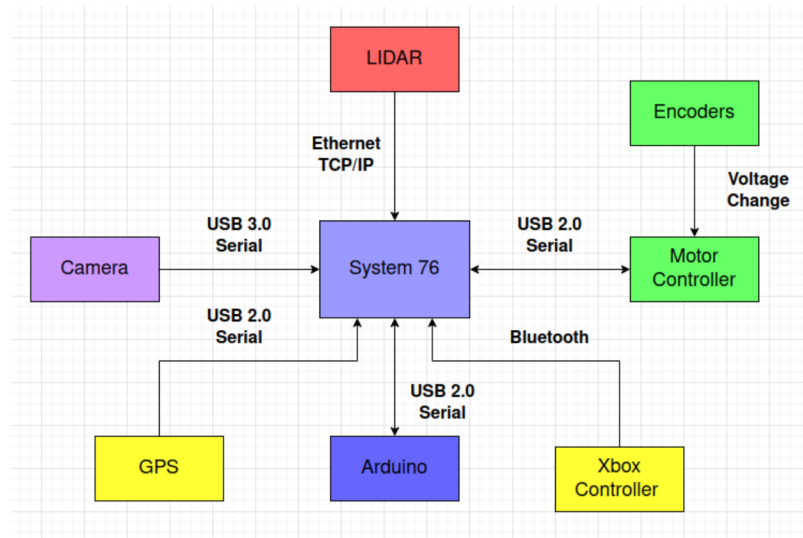 LIDAR
Encoders
Ethernet
TCP/IP
Voltage
Change
USB 3.0
Serial
USB 2.0
Serial
Camera
System 76
Motor
Controller
USB 2.0
Serial
Bluetooth
USB 2.0
Serial
GPS
Arduino
Xbox
Controller